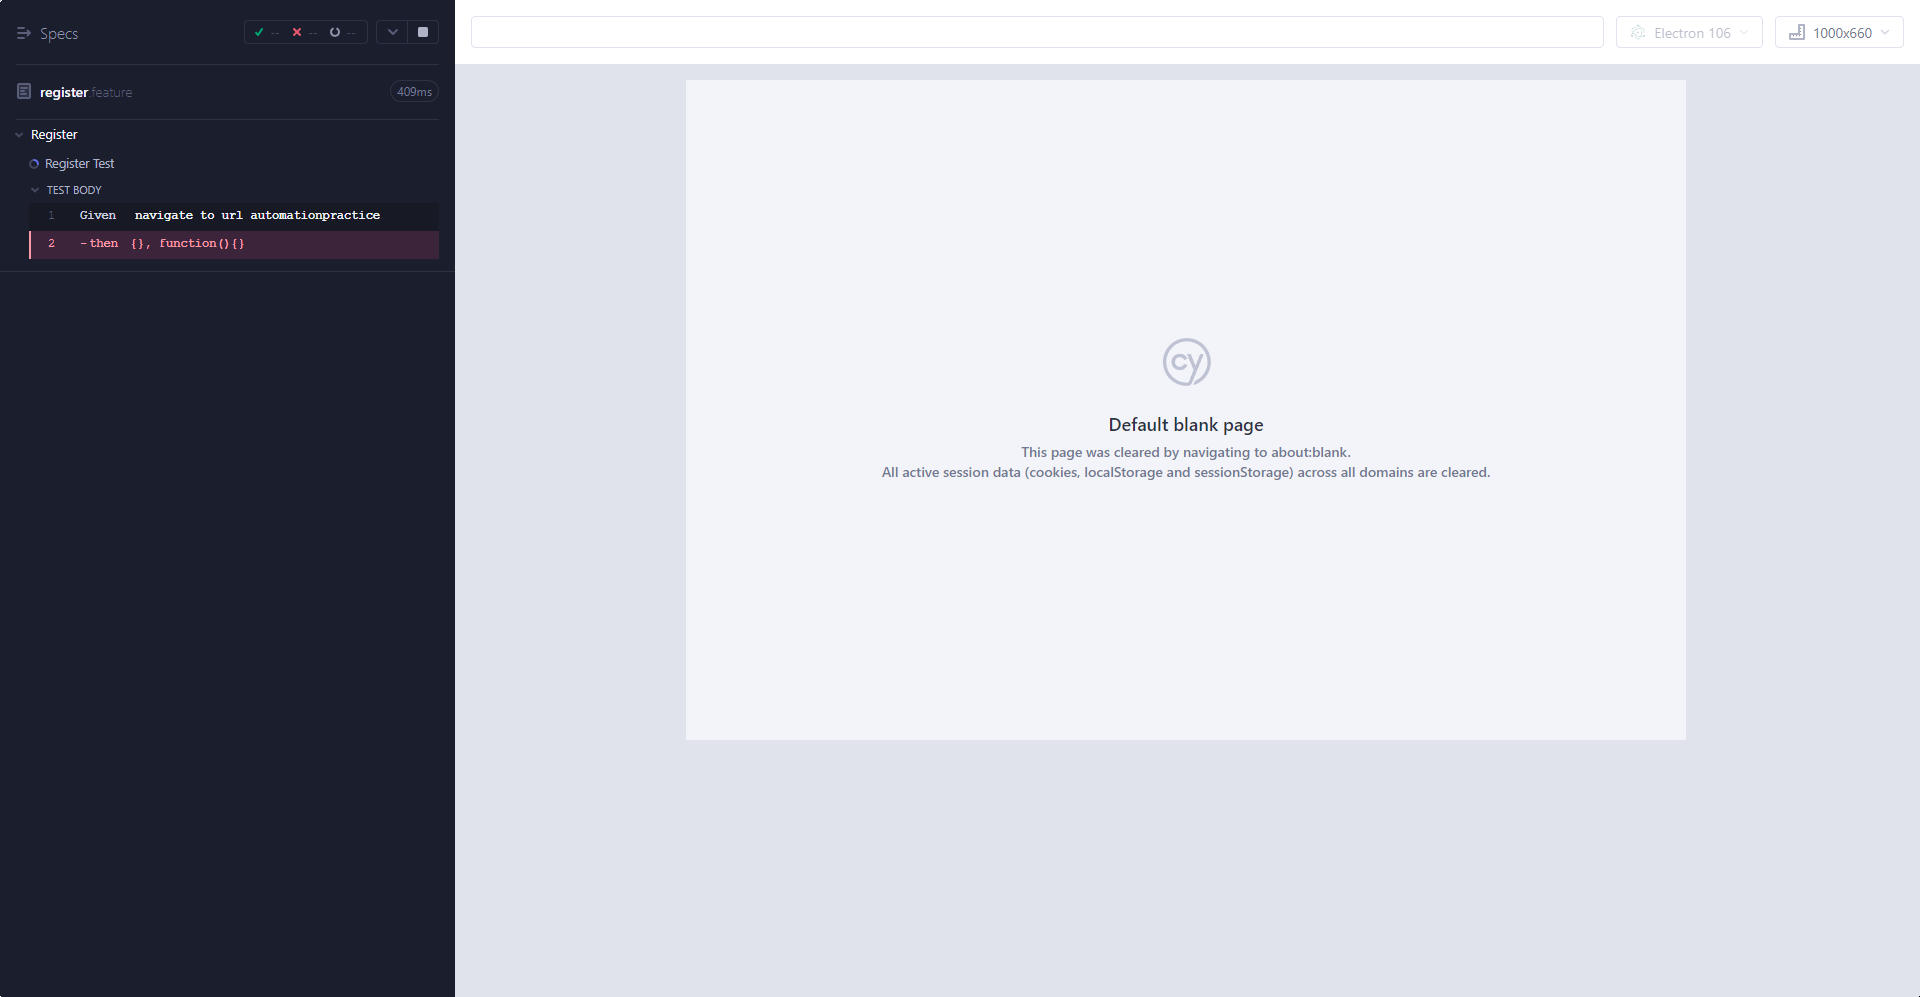 Specs
-- -- --
register.feature
409ms
Register
Register Test
TEST BODY
1 Given navigate to url automationpractice
2 -then {}, function(){}
Electron 106
1000x660
cy
Default blank page
This page was cleared by navigating to about:blank.
All active session data (cookies, localStorage and sessionStorage) across all domains are cleared.